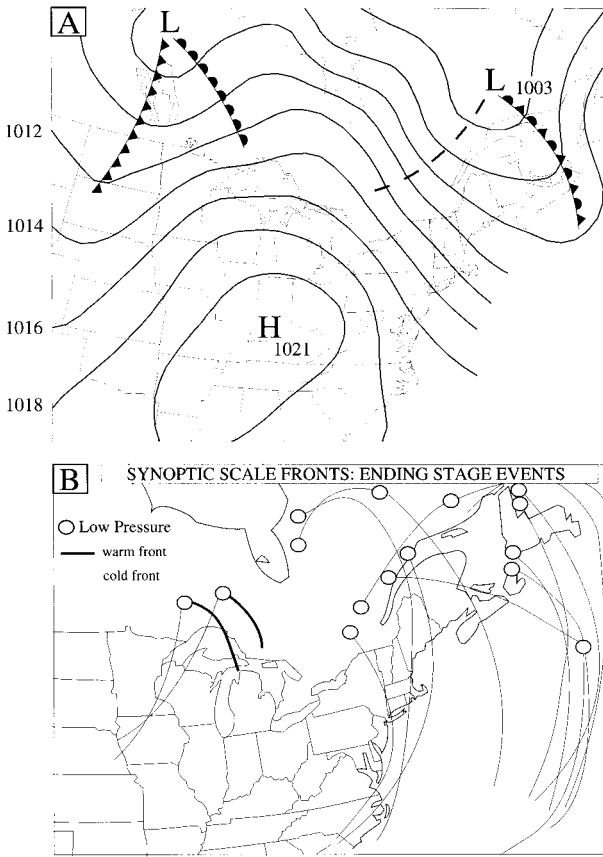 A
L
L
1003
1012
1014
1016
H
1021
1018
B
SYNOPTIC SCALE FRONTS: ENDING STAGE EVENTS
Low Pressure
warm front
cold front